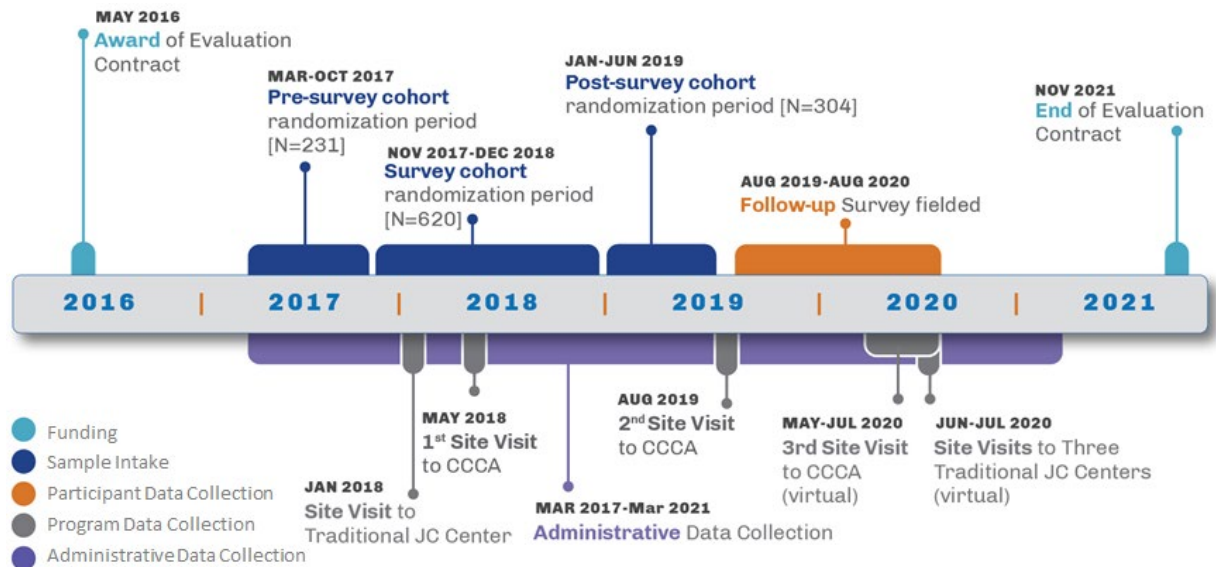 MAY 2016
Award of Evaluation
Contract
MAR-OCT 2017
Pre-survey cohort
randomization period
[N=231]
NOV 2017-DEC 2018
Survey cohort
randomization period
[N=620]
JAN-JUN 2019
Post-survey cohort
randomization period [N=304]
AUG 2019-AUG 2020
Follow-up Survey fielded
NOV 2021
End of Evaluation
Contract
2016 | 2017 | 2018 | 2019 | 2020 | 2021
JAN 2018
Site Visit to
Traditional JC Center
MAY 2018
1st Site Visit
to CCCA
MAR 2017-Mar 2021
Administrative Data Collection
AUG 2019
2nd Site Visit
to CCCA
MAY-JUL 2020
3rd Site Visit
to CCCA
(virtual)
JUN-JUL 2020
Site Visits to Three
Traditional JC Centers
(virtual)
Funding
Sample Intake
Participant Data Collection
Program Data Collection
Administrative Data Collection